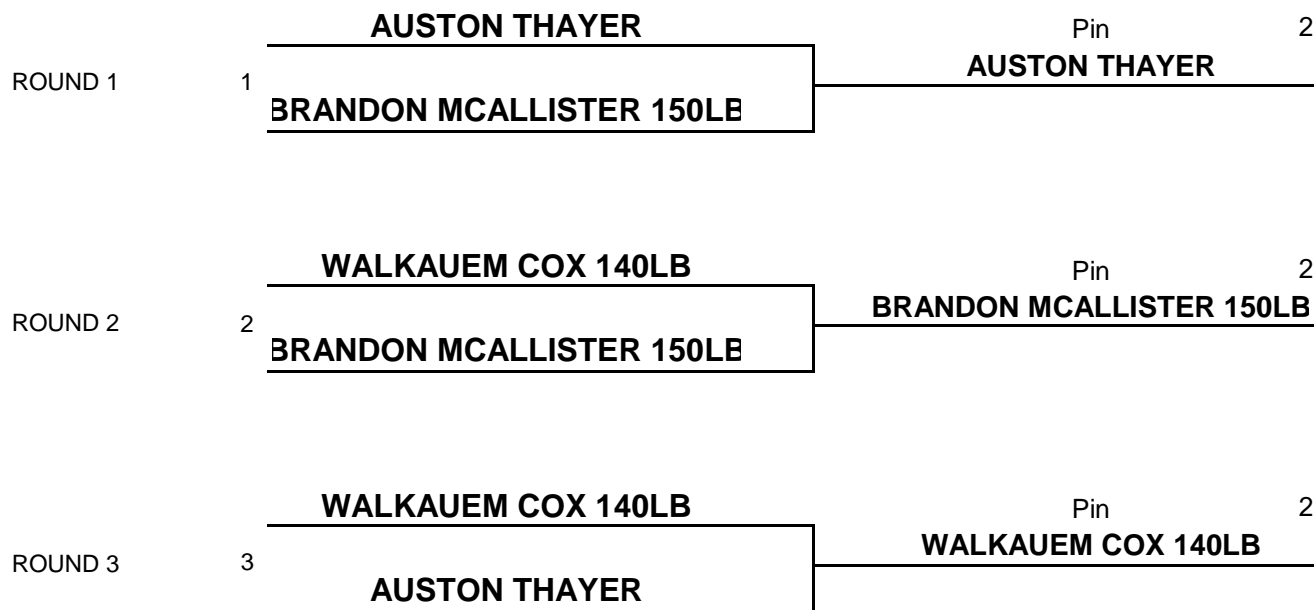 AUSTON THAYER Pin 2
AUSTON THAYER
ROUND 1 1
BRANDON MCALLISTER 150LB
WALKAUEM COX 140LB Pin 2
BRANDON MCALLISTER 150LB
ROUND 2 2
BRANDON MCALLISTER 150LB
WALKAUEM COX 140LB Pin 2
WALKAUEM COX 140LB
ROUND 3 3
AUSTON THAYER